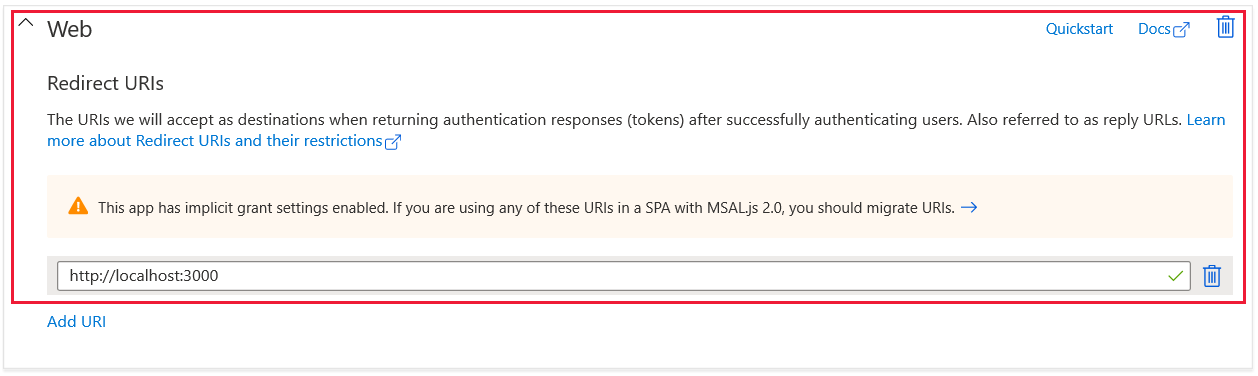 Web
Quickstart
Docs
Redirect URIs
The URIs we will accept as destinations when returning authentication responses (tokens) after successfully authenticating users. Also referred to as reply URLs. Learn
more about Redirect URIs and their restrictions
This app has implicit grant settings enabled. If you are using any of these URIs in a SPA with MSAL.js 2.0, you should migrate URIs.
http://localhost:3000
Add URI